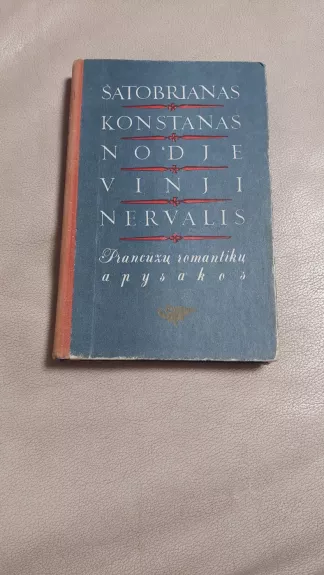 ŠATOBRIANAS
KONSTANAS
NODJE
VINJI
NERVALIS
Prancūzų romantikų
apysakos